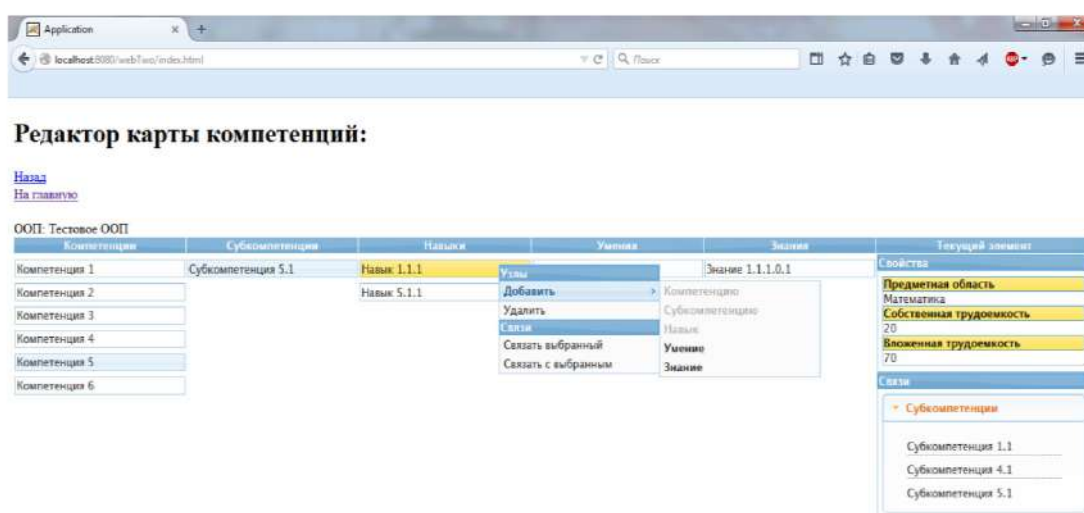 Application
localhost:8080/webTwo/index.html
Поиск
Редактор карты компетенций:
Назад
На главную
ООП: Тестовое ООП
Компетенции Субкомпетенции Навыки Умения Знания Текущий элемент
Компетенция 1
Компетенция 2
Компетенция 3
Компетенция 4
Компетенция 5
Компетенция 6
Субкомпетенция 5.1
Навык 1.1.1
Навык 5.1.1
Знание 1.1.1.0.1
Узлы
Добавить
Удалить
Связи
Связать выбранный
Связать с выбранным
Компетенцию
Субкомпетенцию
Навык
Умение
Знание
Свойства
Предметная область
Математика
Собственная трудоемкость
20
Вложенная трудоемкость
70
Связи
Субкомпетенции
Субкомпетенция 1.1
Субкомпетенция 4.1
Субкомпетенция 5.1